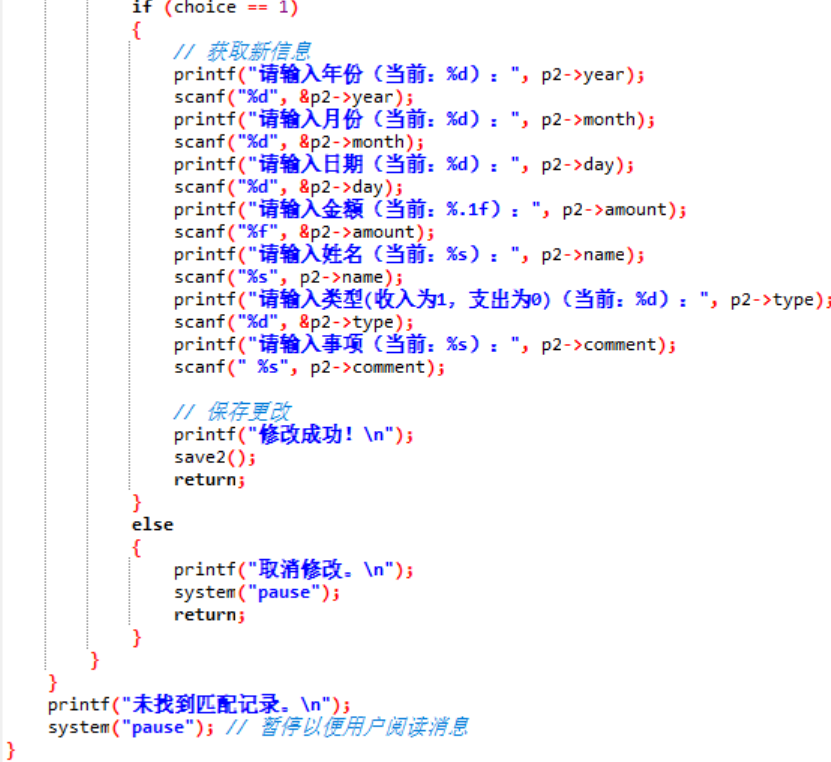 if (choice == 1)
{
// 获取新信息
printf("请输入年份（当前：%d）：", p2->year);
scanf("%d", &p2->year);
printf("请输入月份（当前：%d）：", p2->month);
scanf("%d", &p2->month);
printf("请输入日期（当前：%d）：", p2->day);
scanf("%d", &p2->day);
printf("请输入金额（当前：%.1f）：", p2->amount);
scanf("%f", &p2->amount);
printf("请输入姓名（当前：%s）：", p2->name);
scanf("%s", p2->name);
printf("请输入类型(收入为1，支出为0)（当前：%d）：", p2->type);
scanf("%d", &p2->type);
printf("请输入事项（当前：%s）：", p2->comment);
scanf(" %s", p2->comment);
// 保存更改
printf("修改成功！\n");
save2();
return;
}
else
{
printf("取消修改。\n");
system("pause");
return;
}
}
}
printf("未找到匹配记录。\n");
system("pause"); // 暂停以便用户阅读消息
}